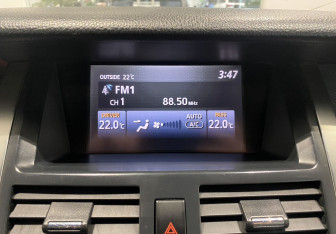 OUTSIDE 22°C 3:47
FM1
CH 1 88.50 MHz
DRIVER AUTO PASS
22.0°C A/C 22.0°C